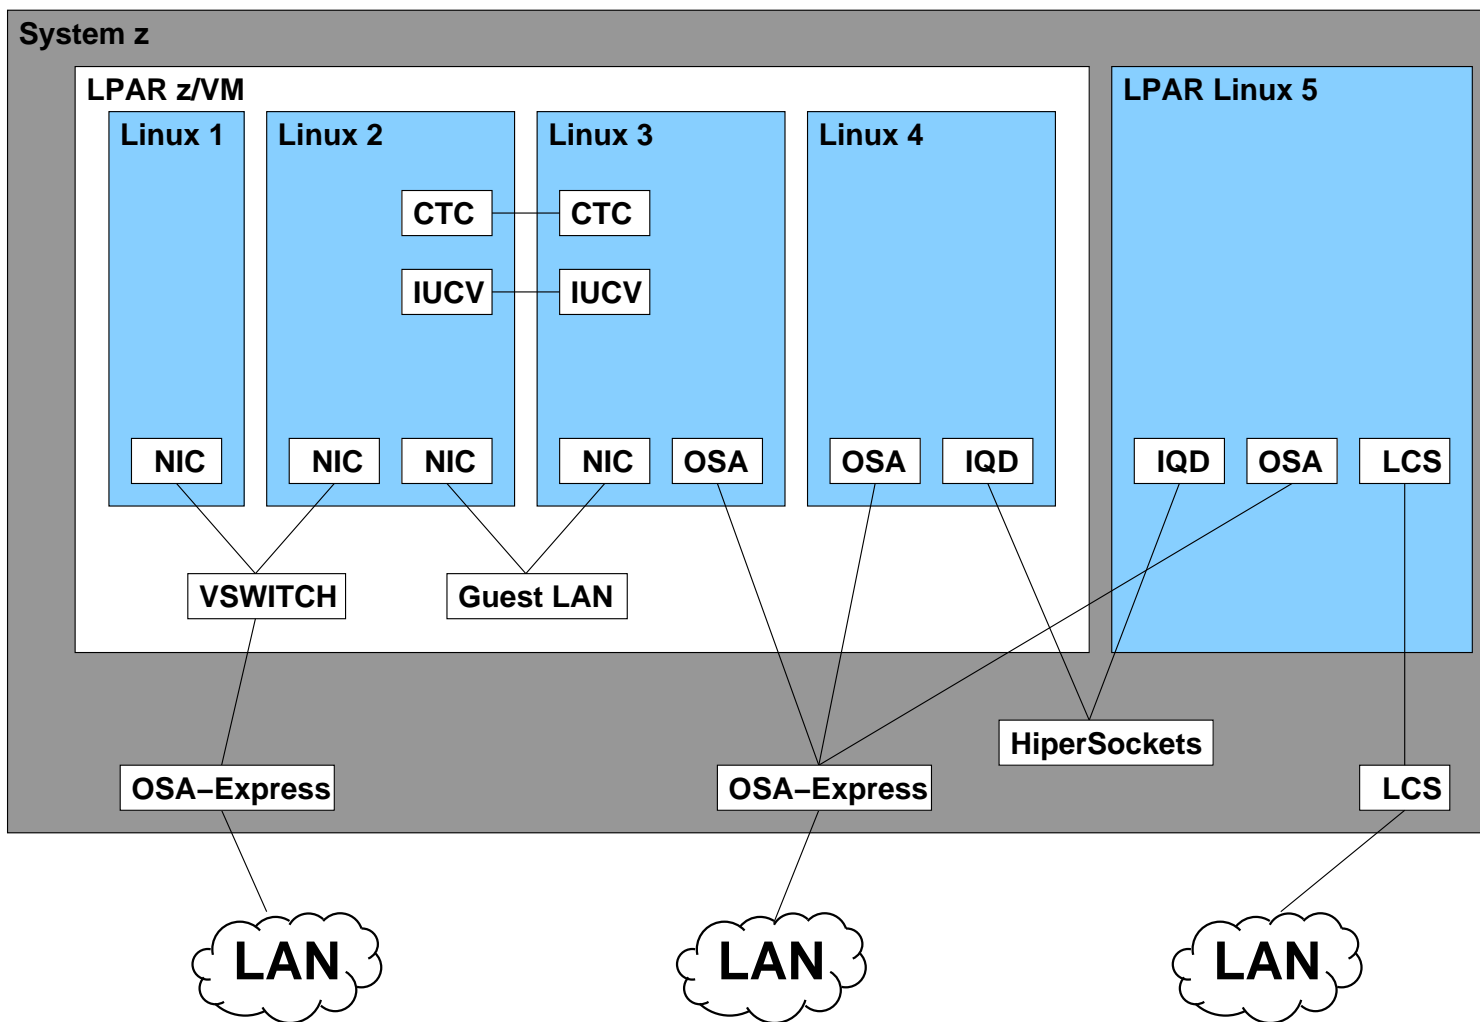 System z
LPAR z/VM
LPAR Linux 5
Linux 1
Linux 2
Linux 3
Linux 4
CTC
CTC
IUCV
IUCV
NIC
NIC
NIC
NIC
OSA
OSA
IQD
IQD
OSA
LCS
VSWITCH
Guest LAN
HiperSockets
OSA−Express
OSA−Express
LCS
LAN
LAN
LAN